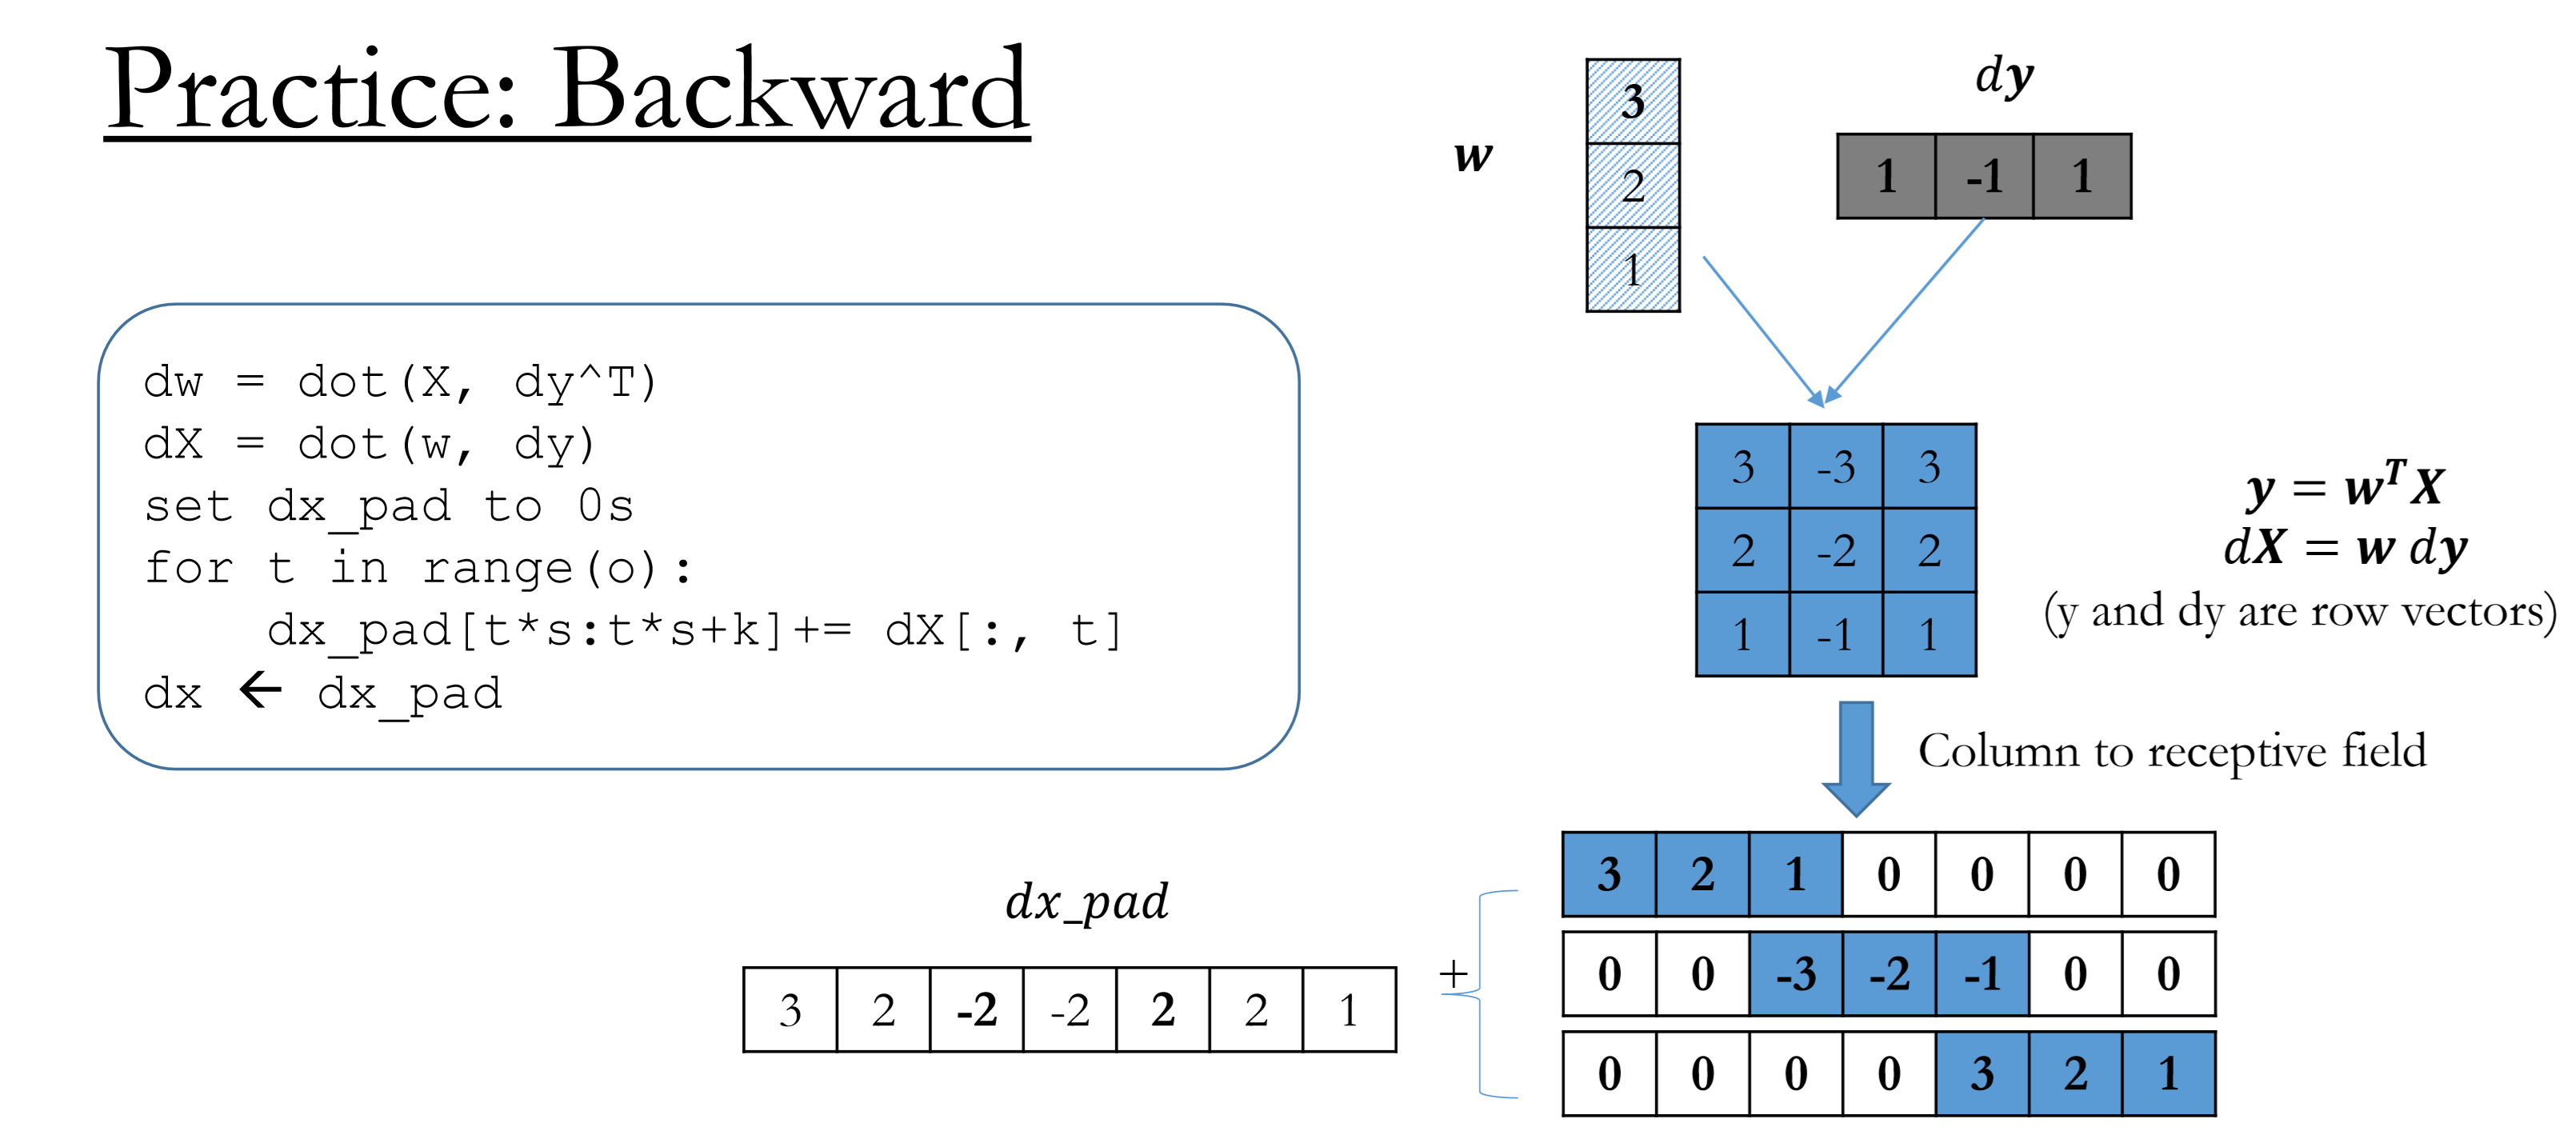 Practice: Backward
dw = dot(X, dy^T)
dX = dot(w, dy)
set dx_pad to 0s
for t in range(o):
    dx_pad[t*s:t*s+k]+= dX[:, t]
dx ← dx_pad
w
3
2
1
dy
1 -1 1
3 -3 3
2 -2 2
1 -1 1
y = w^T X
dX = w dy
(y and dy are row vectors)
Column to receptive field
3 2 1 0 0 0 0
0 0 -3 -2 -1 0 0
0 0 0 0 3 2 1
+
dx_pad
3 2 -2 -2 2 2 1